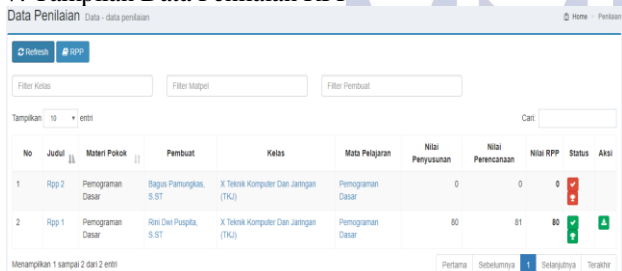 Data Penilaian Data - data penilaian
Home Penilaian
Refresh RPP
Filter Kelas Filter Matpel Filter Pembuat
Tampilkan 10 entri Cari:
No Judul Materi Pokok Pembuat Kelas Mata Pelajaran Nilai Penyusunan Nilai Perencanaan Nilai RPP Status Aksi
1 Rpp 2 Pemograman Dasar Bagus Pamungkas, S.ST X Teknik Komputer Dan Jaringan (TKJ) Pemograman Dasar 0 0 0
2 Rpp 1 Pemograman Dasar Rini Dwi Puspita, S.ST X Teknik Komputer Dan Jaringan (TKJ) Pemograman Dasar 80 81 80
Menampilkan 1 sampai 2 dari 2 entri
Pertama Sebelumnya 1 Selanjutnya Terakhir